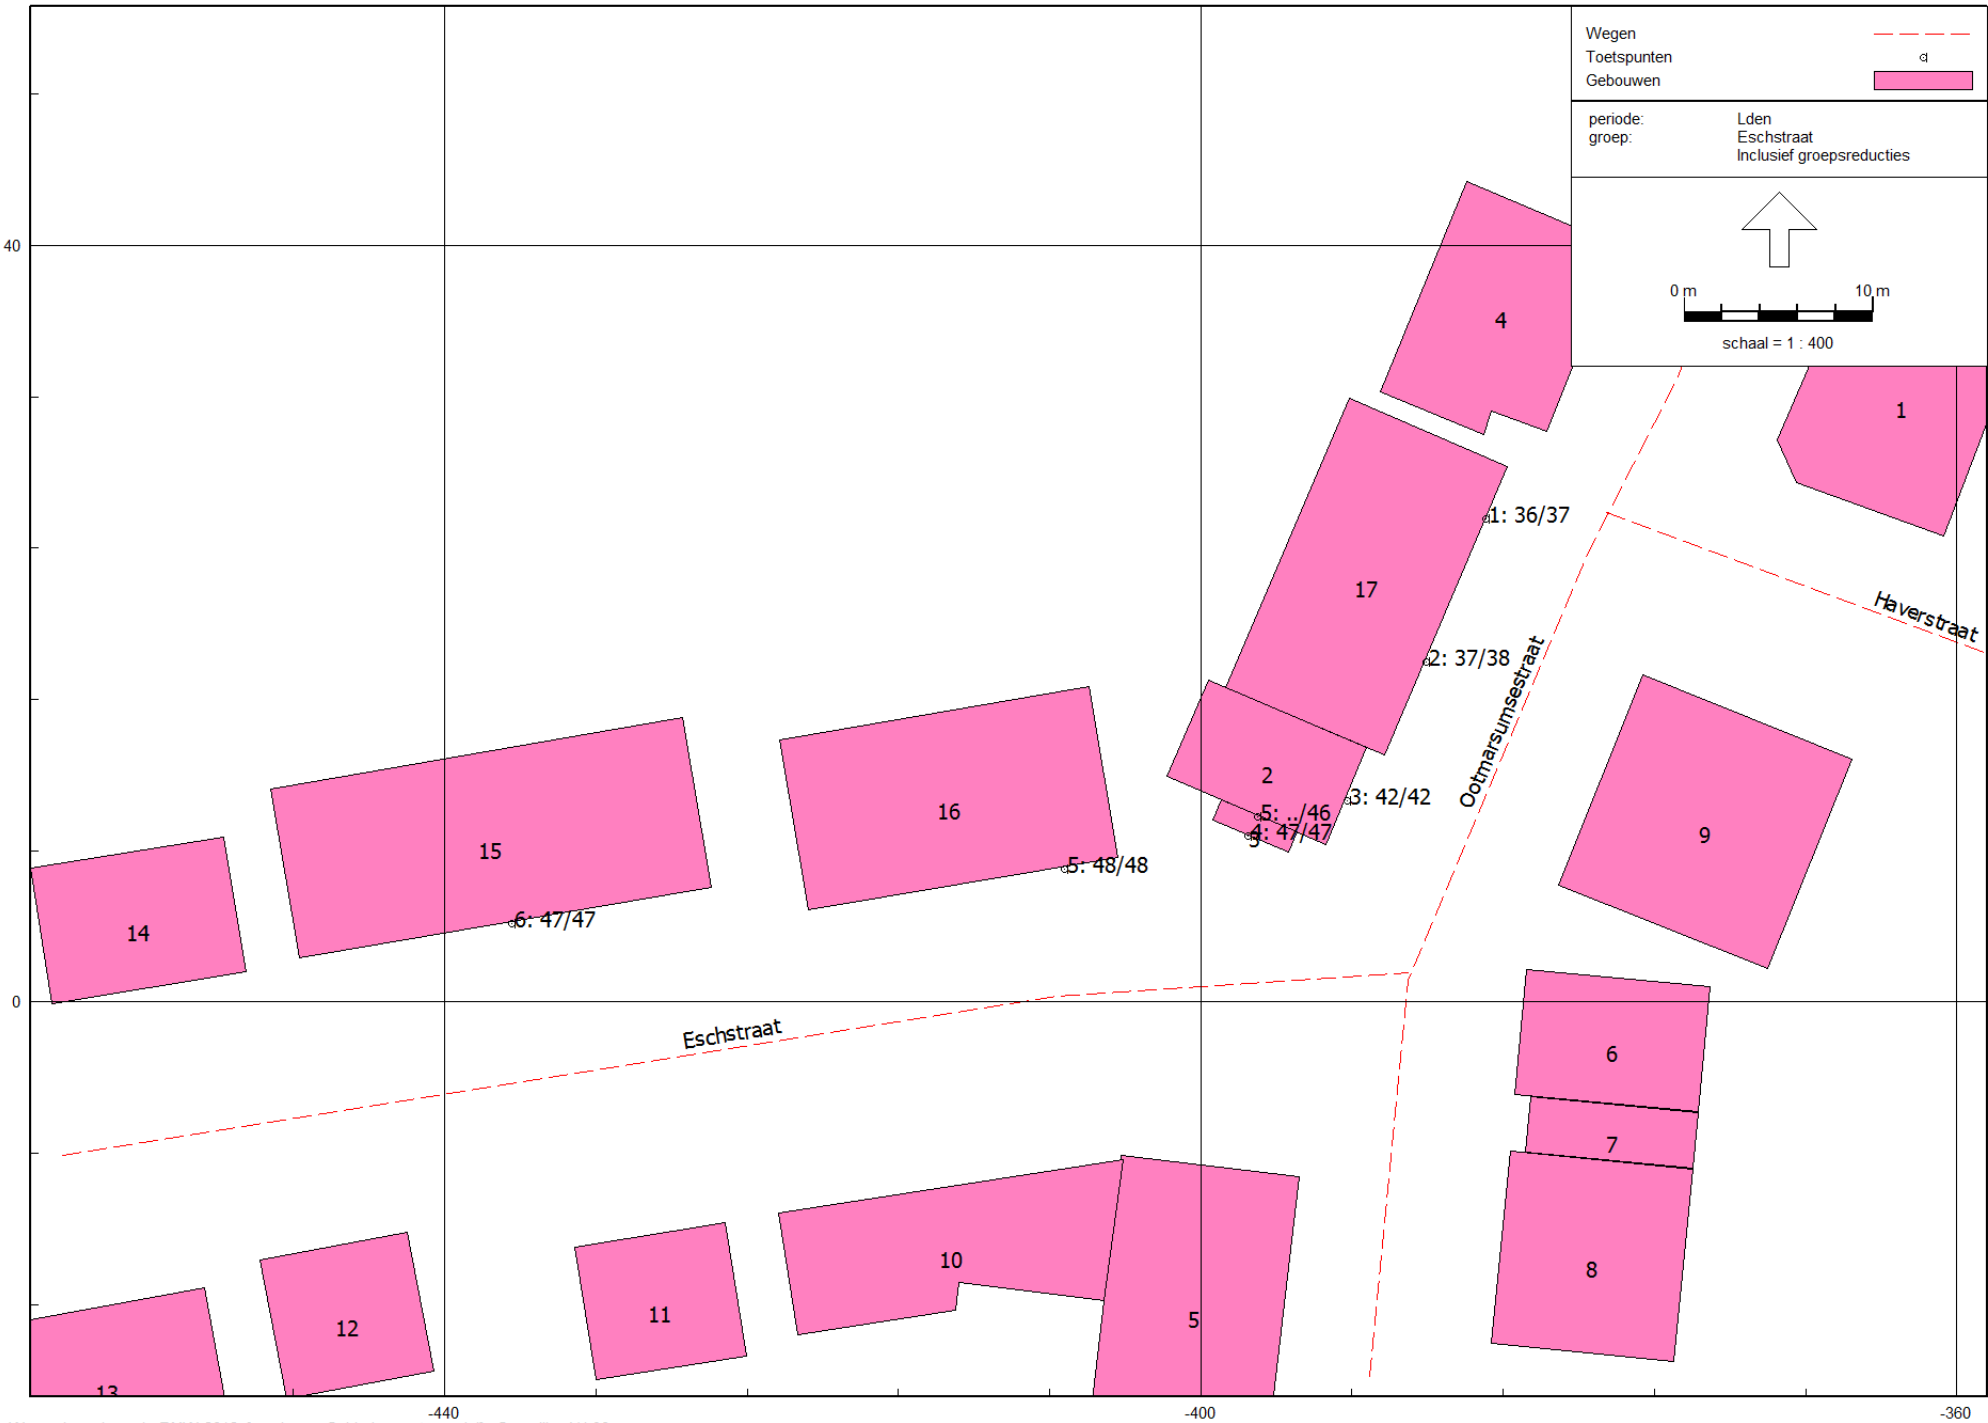 Wegen
Toetspunten
Gebouwen
periode: Lden
groep: Eschstraat
Inclusief groepsreducties
0 m 10 m
schaal = 1 : 400
40
4
1
1: 36/37
17
Haverstraat
2: 37/38
Ootmarsumsestraat
2
3: 42/42
5: ../46
4: 47/47
3
16
9
15
5: 48/48
6: 47/47
14
0
Eschstraat
6
7
10
8
11
12
5
13
-440 -400 -360